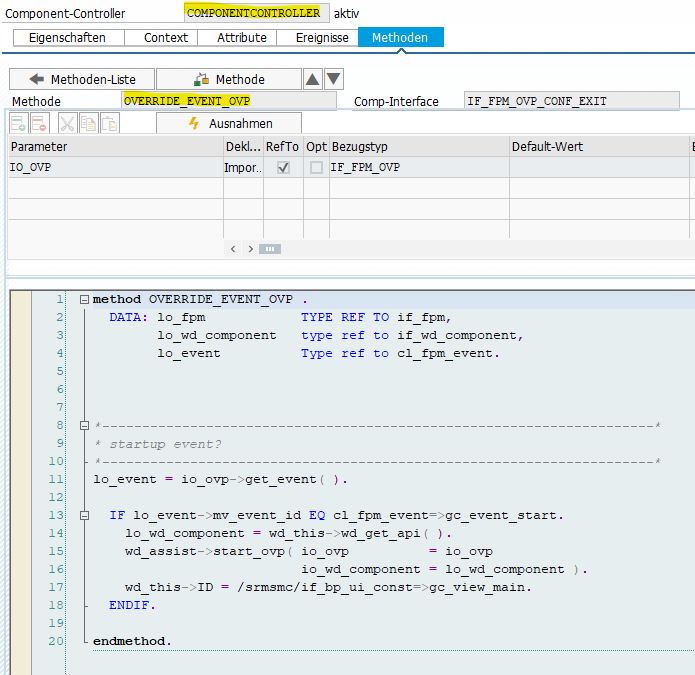 Component-Controller COMPONENTCONTROLLER aktiv
Eigenschaften Context Attribute Ereignisse Methoden
Methoden-Liste Methode
Methode OVERRIDE_EVENT_OVP Comp-Interface IF_FPM_OVP_CONF_EXIT
Ausnahmen
Parameter Dekl... RefTo Opt Bezugstyp Default-Wert
IO_OVP Impor.. IF_FPM_OVP
1 method OVERRIDE_EVENT_OVP .
2 DATA: lo_fpm TYPE REF TO if_fpm,
3 lo_wd_component type ref to if_wd_component,
4 lo_event Type ref to cl_fpm_event.
5
6
7
8 *----------------------------------------------------------------------*
9 * startup event?
10 *----------------------------------------------------------------------*
11 lo_event = io_ovp->get_event( ).
12
13 IF lo_event->mv_event_id EQ cl_fpm_event=>gc_event_start.
14 lo_wd_component = wd_this->wd_get_api( ).
15 wd_assist->start_ovp( io_ovp = io_ovp
16 io_wd_component = lo_wd_component ).
17 wd_this->ID = /srmsmc/if_bp_ui_const=>gc_view_main.
18 ENDIF.
19
20 endmethod.